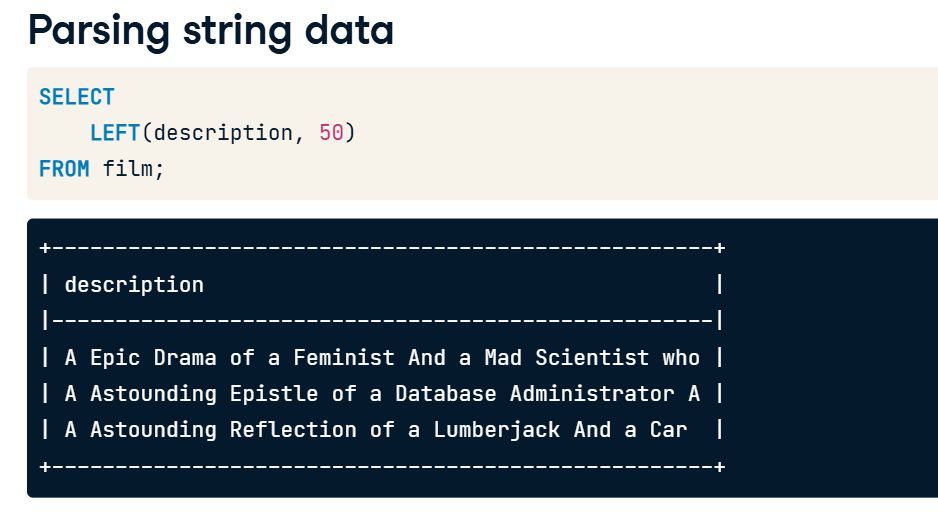 Parsing string data
SELECT
    LEFT(description, 50)
FROM film;
+----------------------------------------------------+
| description                                        |
|----------------------------------------------------|
| A Epic Drama of a Feminist And a Mad Scientist who |
| A Astounding Epistle of a Database Administrator A |
| A Astounding Reflection of a Lumberjack And a Car  |
+----------------------------------------------------+